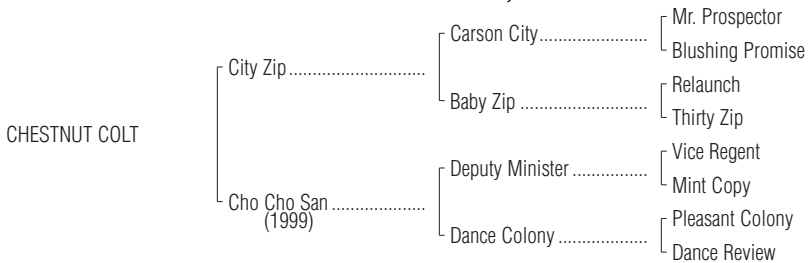 Mr. Prospector
Carson City.......................
Blushing Promise
City Zip.............................
Relaunch
Baby Zip ...........................
Thirty Zip
CHESTNUT COLT
Vice Regent
Deputy Minister ................
Mint Copy
Cho Cho San ....................
(1999)
Pleasant Colony
Dance Colony ...................
Dance Review